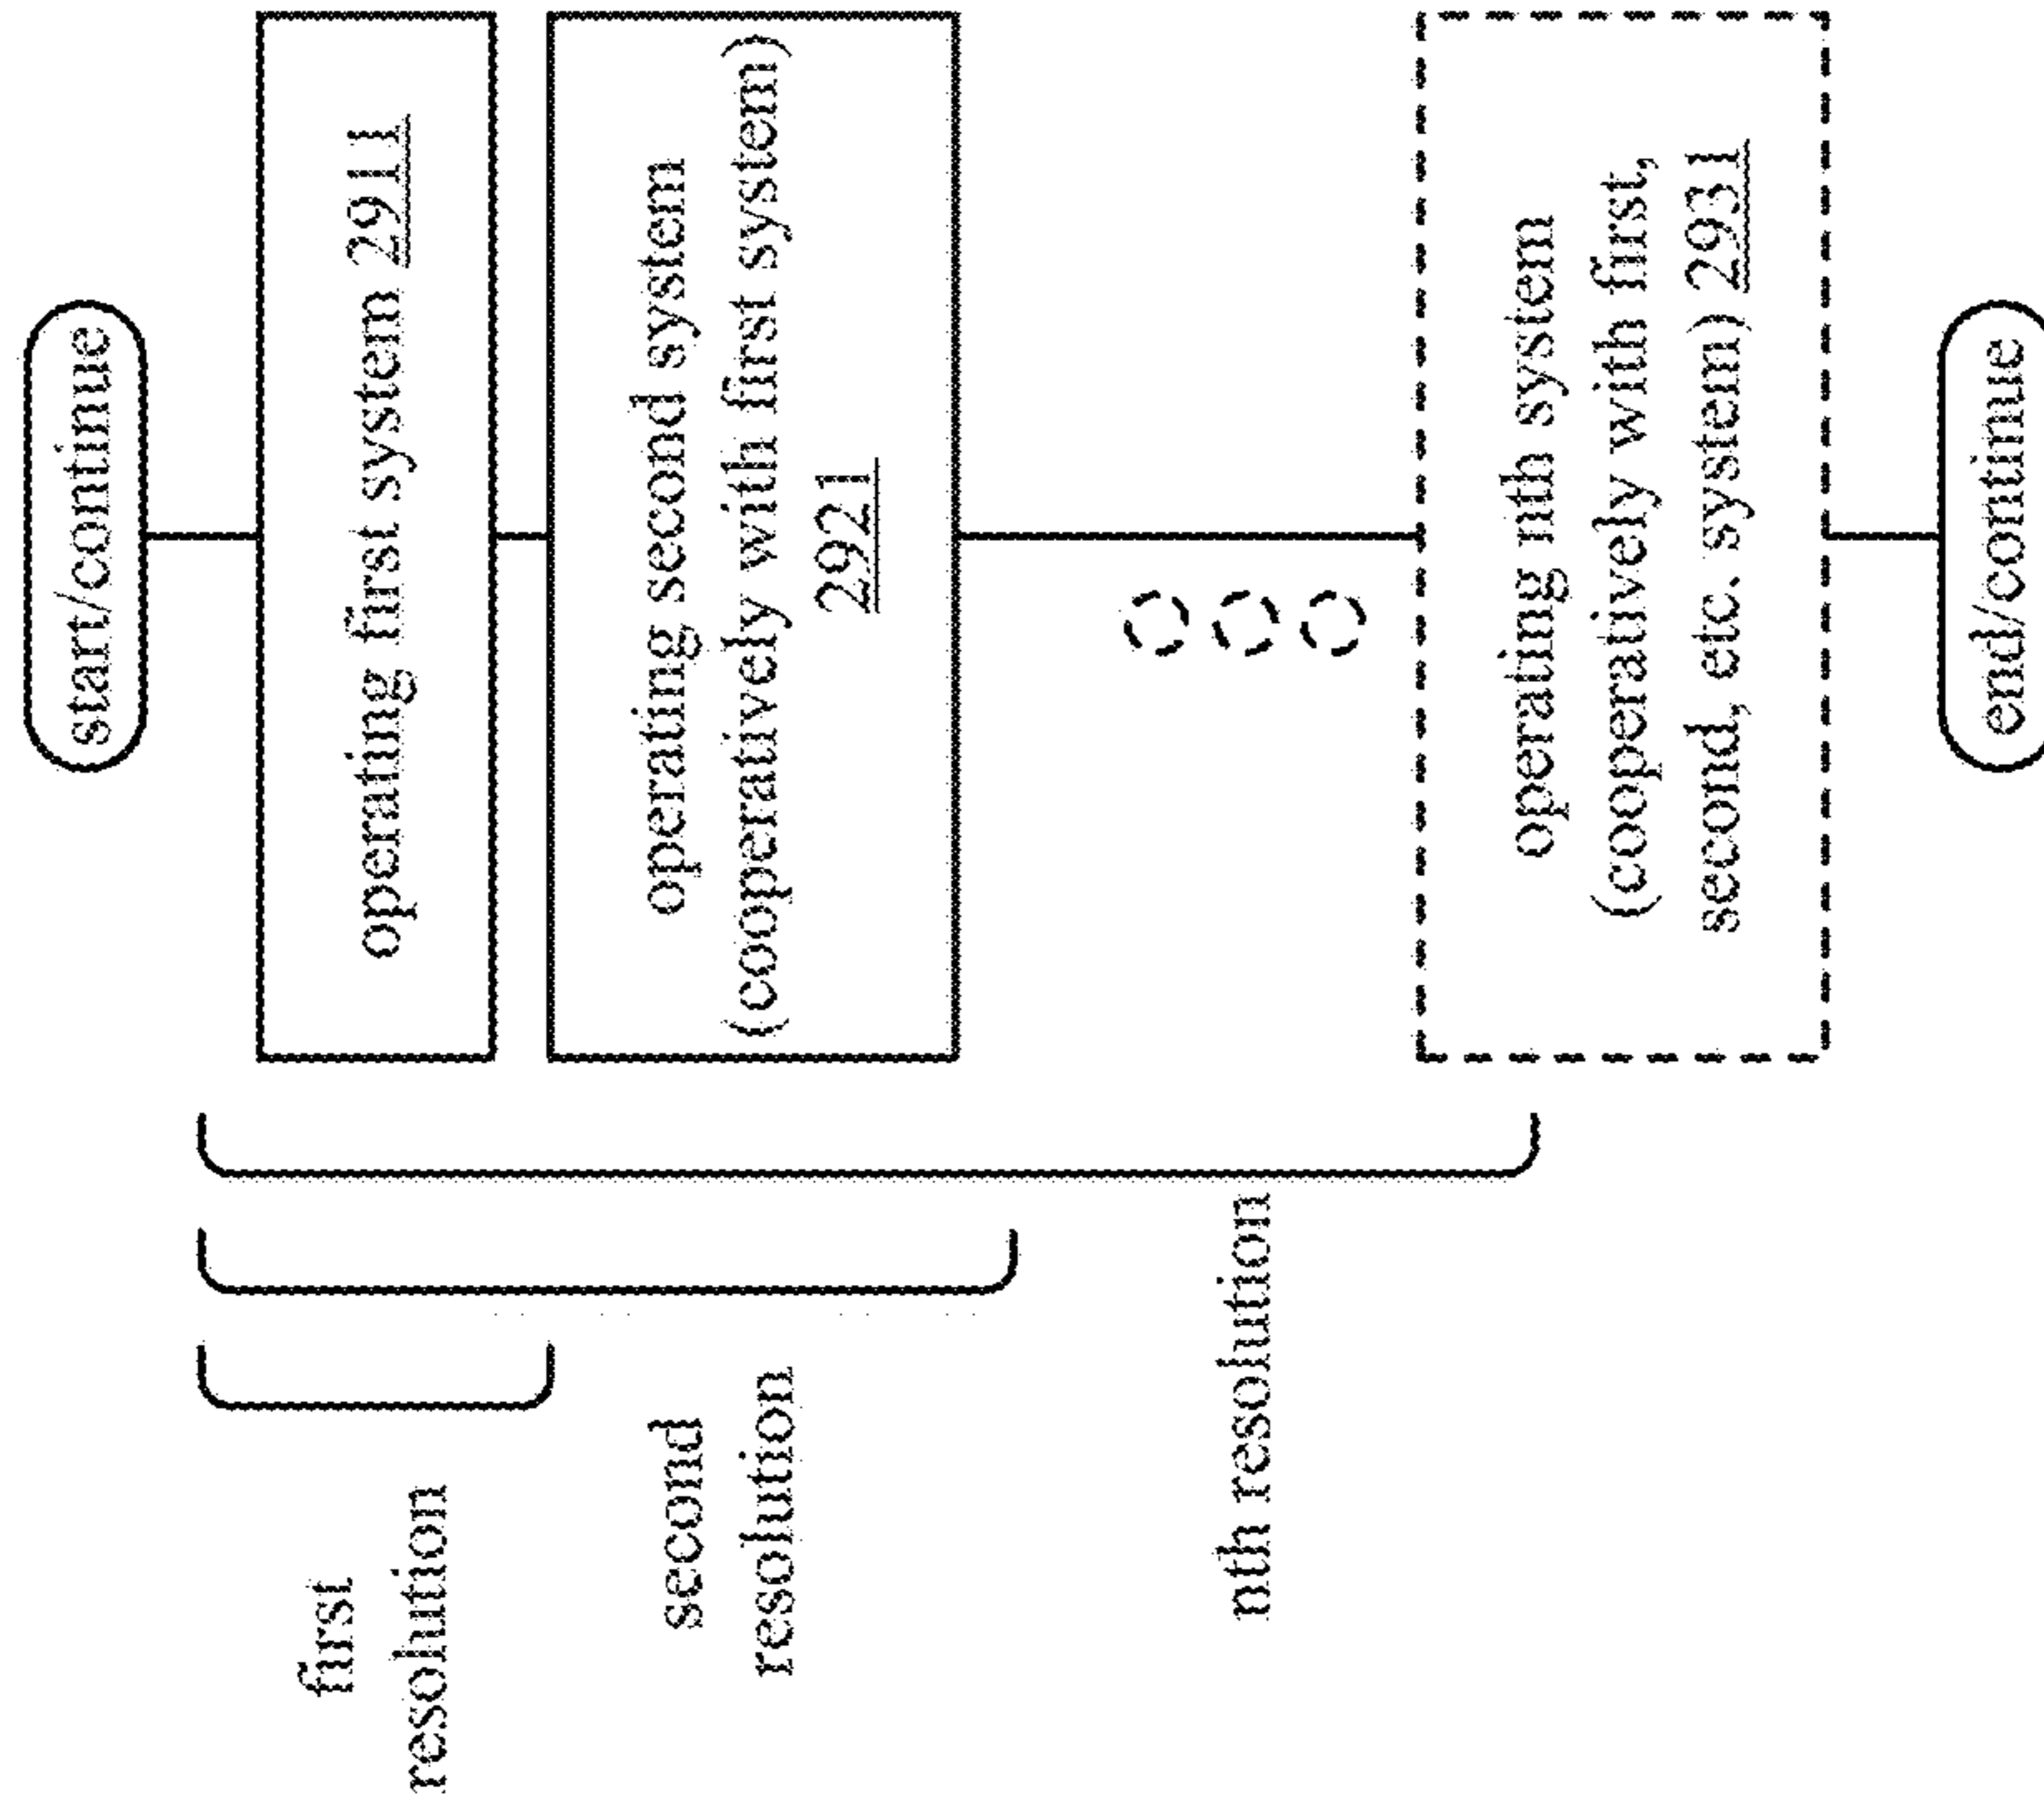 start/continue
operating first system 2911
operating second system
(cooperatively with first system)
2921
operating nth system
(cooperatively with first,
second, etc. system) 2931
end/continue
first
resolution
second
resolution
nth resolution